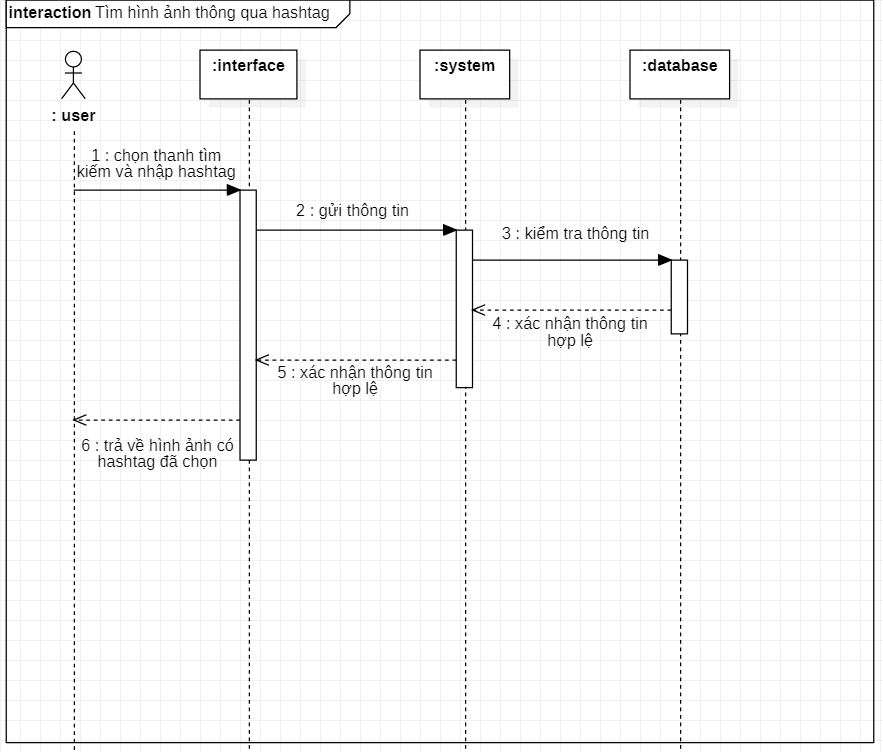 interaction Tìm hình ảnh thông qua hashtag
:interface
:system
:database
: user
1 : chọn thanh tìm
kiếm và nhập hashtag
2 : gửi thông tin
3 : kiểm tra thông tin
4 : xác nhận thông tin
hợp lệ
5 : xác nhận thông tin
hợp lệ
6 : trả về hình ảnh có
hashtag đã chọn